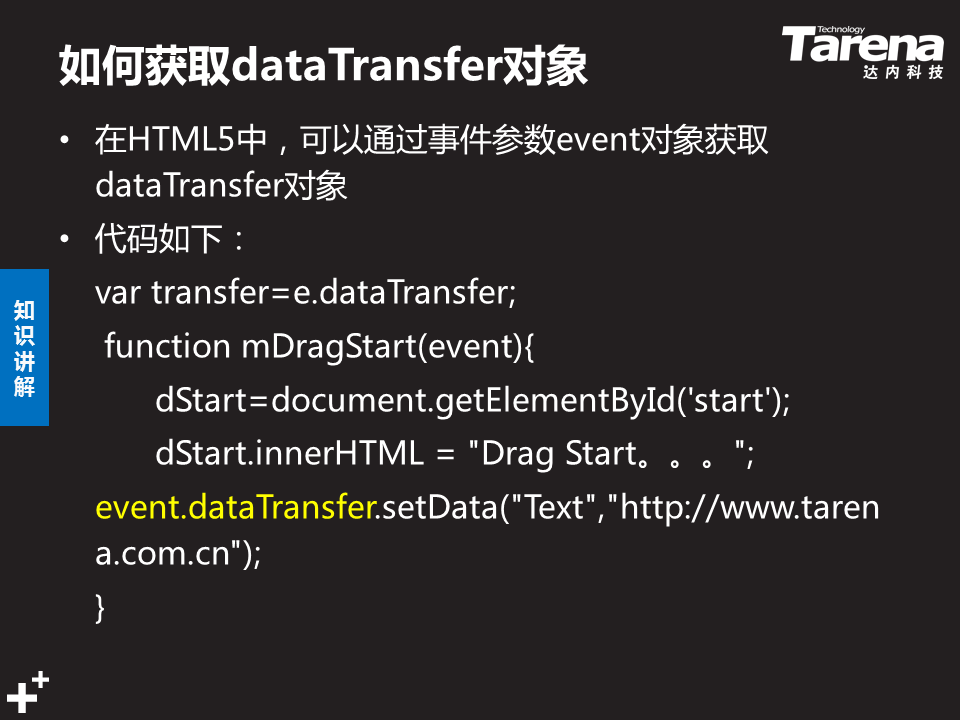 如何获取dataTransfer对象
Technology
Tarena
达内科技
• 在HTML5中，可以通过事件参数event对象获取
dataTransfer对象
• 代码如下：
var transfer=e.dataTransfer;
function mDragStart(event){
dStart=document.getElementById('start');
dStart.innerHTML = "Drag Start。。。";
event.dataTransfer.setData("Text","http://www.taren
a.com.cn");
}
知
识
讲
解